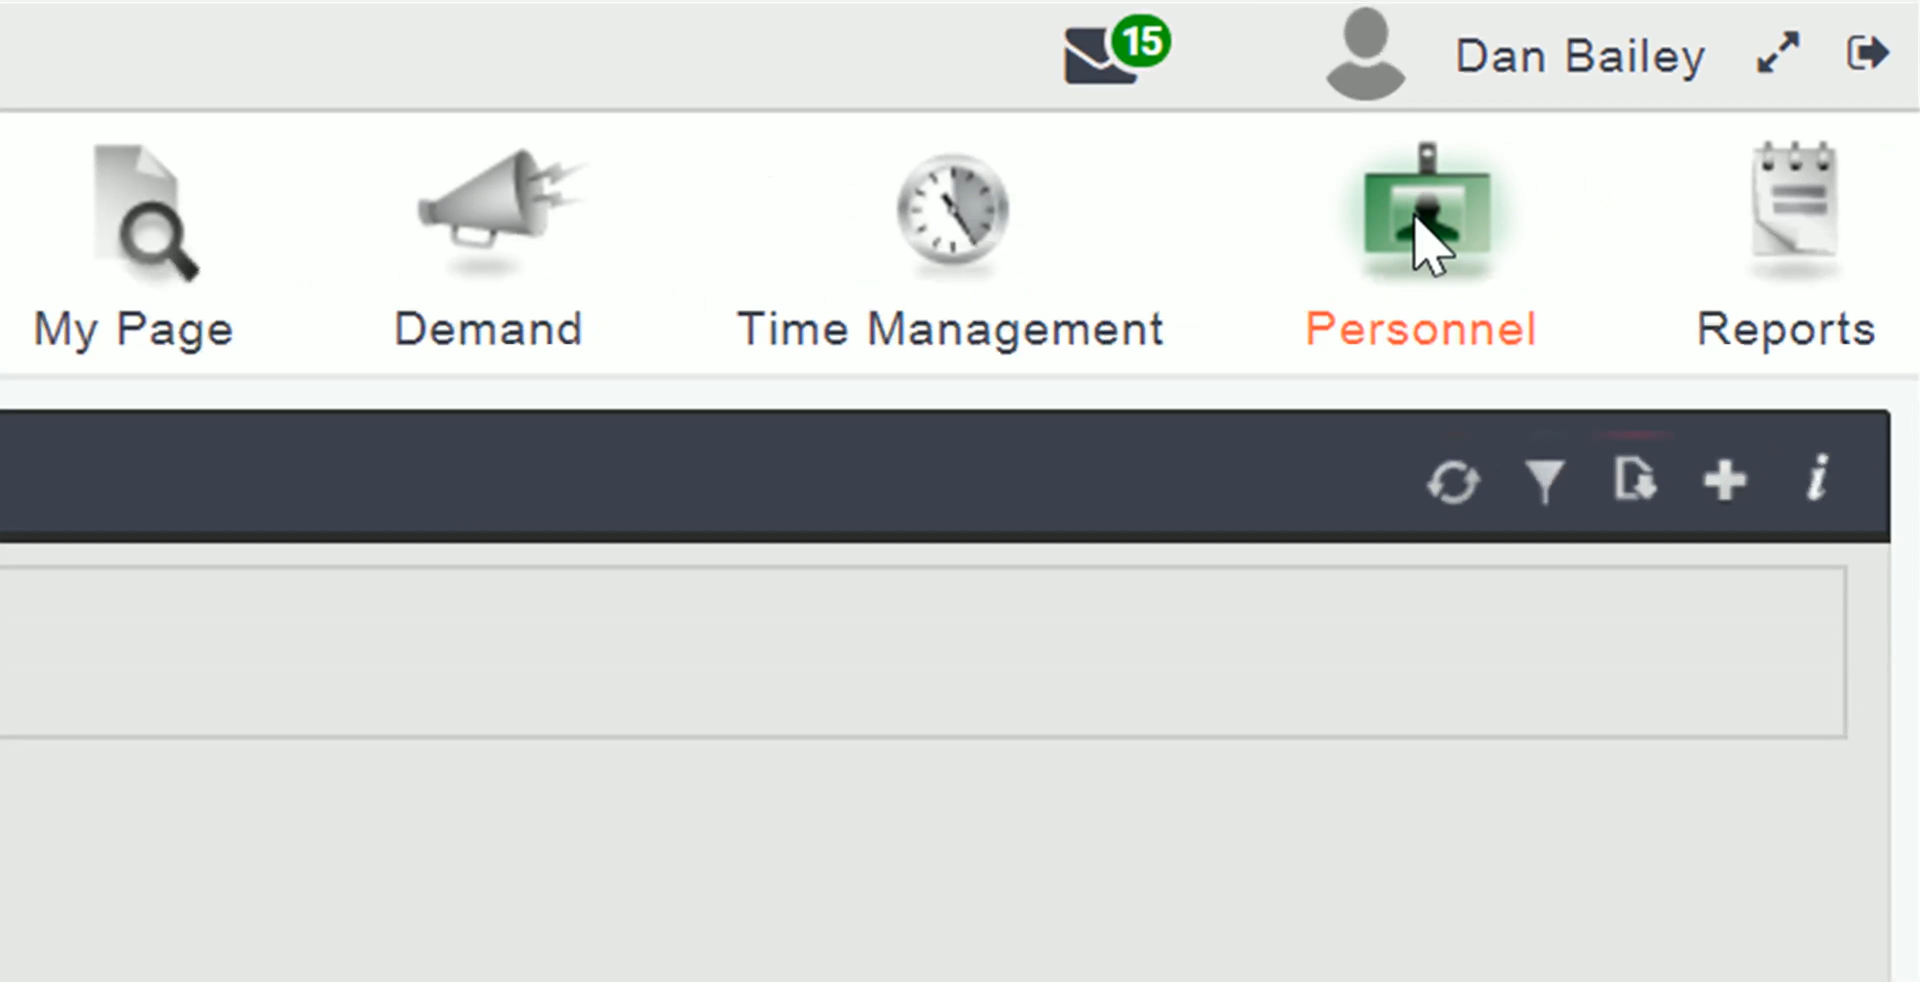 15
Dan Bailey
My Page
Demand
Time Management
Personnel
Reports